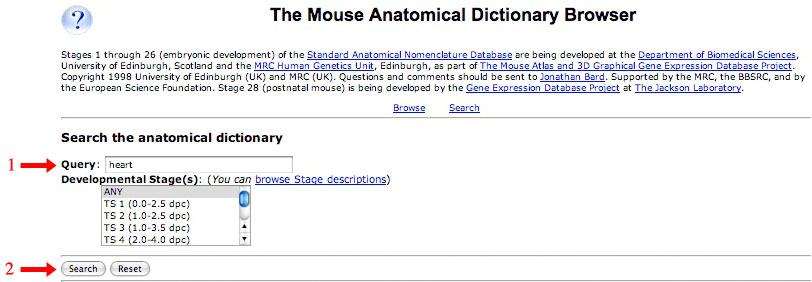 ?
The Mouse Anatomical Dictionary Browser
Stages 1 through 26 (embryonic development) of the Standard Anatomical Nomenclature Database are being developed at the Department of Biomedical Sciences,
University of Edinburgh, Scotland and the MRC Human Genetics Unit, Edinburgh, as part of The Mouse Atlas and 3D Graphical Gene Expression Database Project.
Copyright 1998 University of Edinburgh (UK) and MRC (UK). Questions and comments should be sent to Jonathan Bard. Supported by the MRC, the BBSRC, and by
the European Science Foundation. Stage 28 (postnatal mouse) is being developed by the Gene Expression Database Project at The Jackson Laboratory.
Browse Search
Search the anatomical dictionary
1 Query: heart
Developmental Stage(s): (You can browse Stage descriptions)
ANY
TS 1 (0.0-2.5 dpc)
TS 2 (1.0-2.5 dpc)
TS 3 (1.0-3.5 dpc)
TS 4 (2.0-4.0 dpc)
2 Search Reset